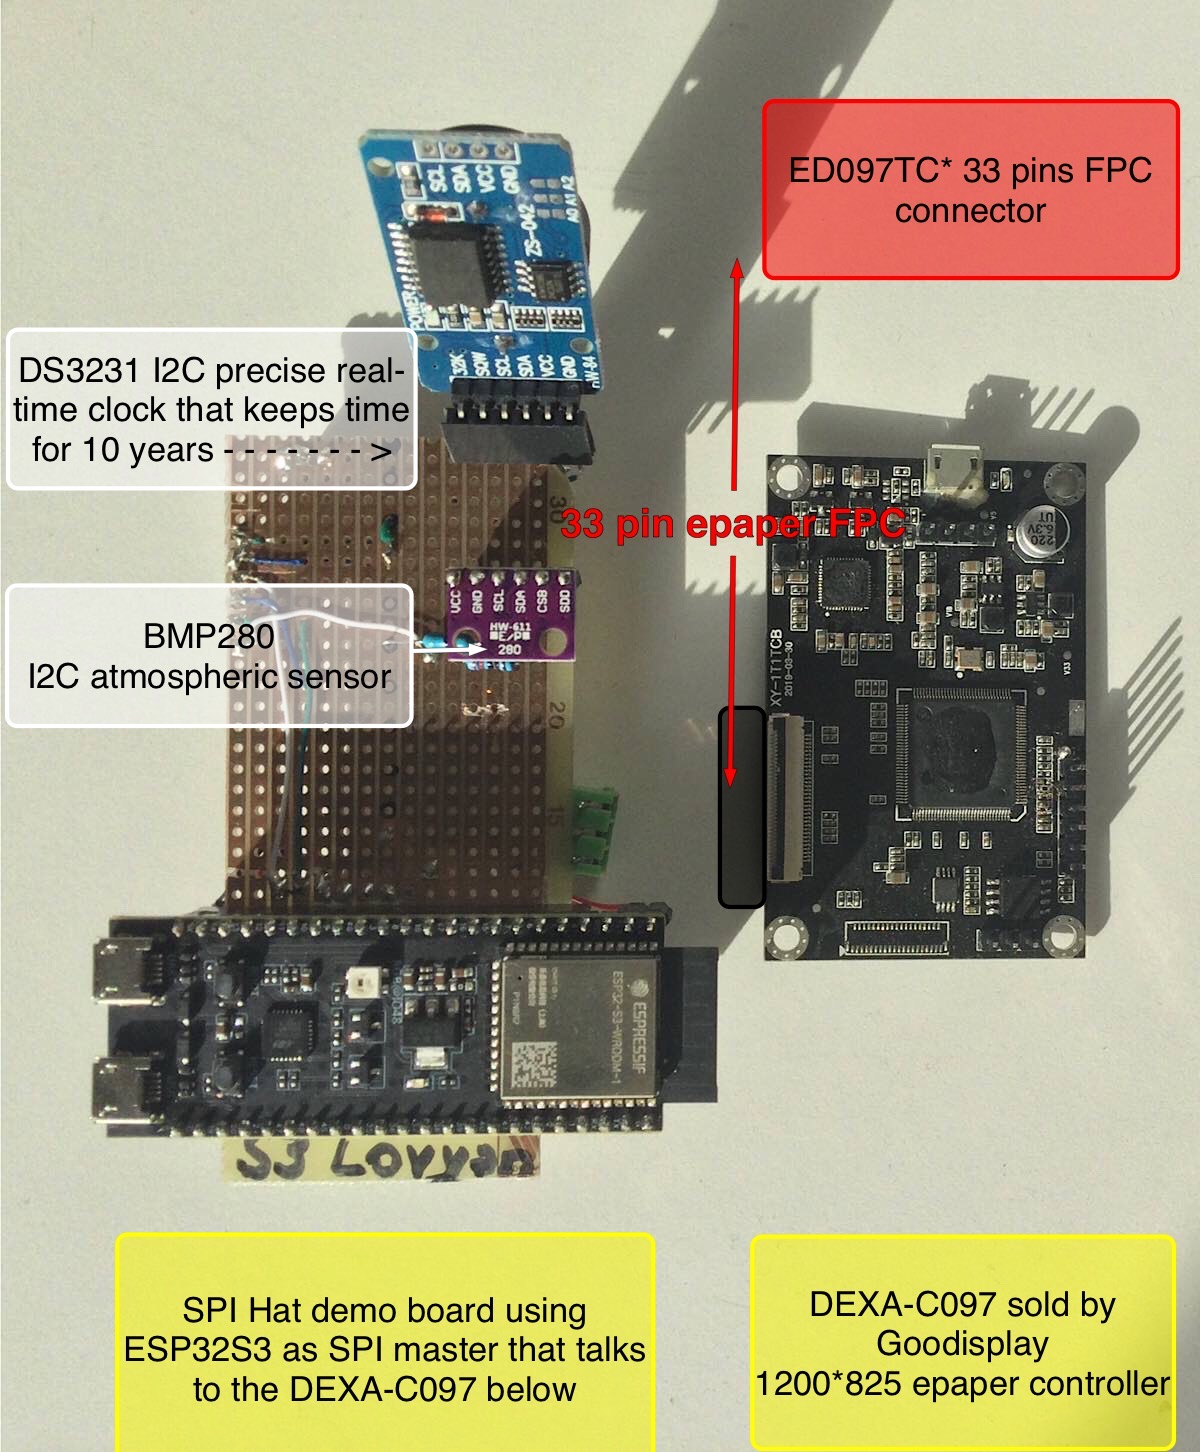 ED097TC* 33 pins FPC
connector
SCL
SDA
VCC
GND
A0 A1 A2
ZS-042
POWER
32K
SQW
SCL
SDA
VCC
GND
DS3231 I2C precise real-
time clock that keeps time
for 10 years - - - - - - - >
30
33 pin epaper FPC
220
6.3V
UT
VCC
GND
SCL
SDA
CSB
SDO
HW-611
E/P
280
BMP280
I2C atmospheric sensor
20
15
XY-1T1TCB
2019-03-30
ESPRESSIF
ESP32-S3-WROOM-1
S3 Lovyan
SPI Hat demo board using
ESP32S3 as SPI master that talks
to the DEXA-C097 below
DEXA-C097 sold by
Goodisplay
1200*825 epaper controller